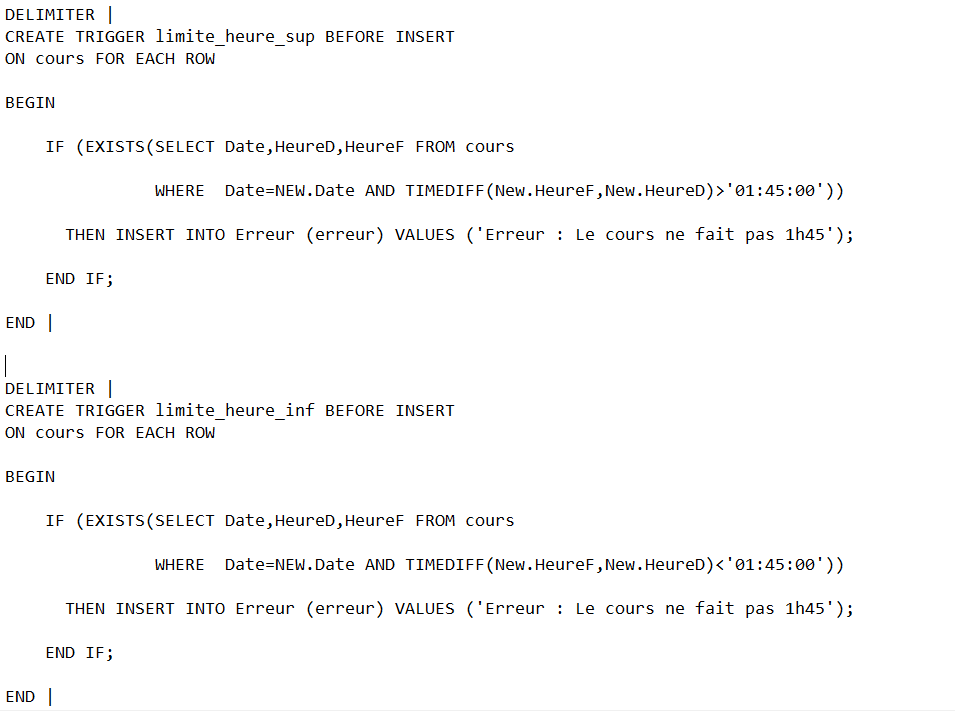 DELIMITER |
CREATE TRIGGER limite_heure_sup BEFORE INSERT
ON cours FOR EACH ROW
BEGIN
IF (EXISTS(SELECT Date,HeureD,HeureF FROM cours
WHERE  Date=NEW.Date AND TIMEDIFF(New.HeureF,New.HeureD)>'01:45:00'))
THEN INSERT INTO Erreur (erreur) VALUES ('Erreur : Le cours ne fait pas 1h45');
END IF;
END |
DELIMITER |
CREATE TRIGGER limite_heure_inf BEFORE INSERT
ON cours FOR EACH ROW
BEGIN
IF (EXISTS(SELECT Date,HeureD,HeureF FROM cours
WHERE  Date=NEW.Date AND TIMEDIFF(New.HeureF,New.HeureD)<'01:45:00'))
THEN INSERT INTO Erreur (erreur) VALUES ('Erreur : Le cours ne fait pas 1h45');
END IF;
END |